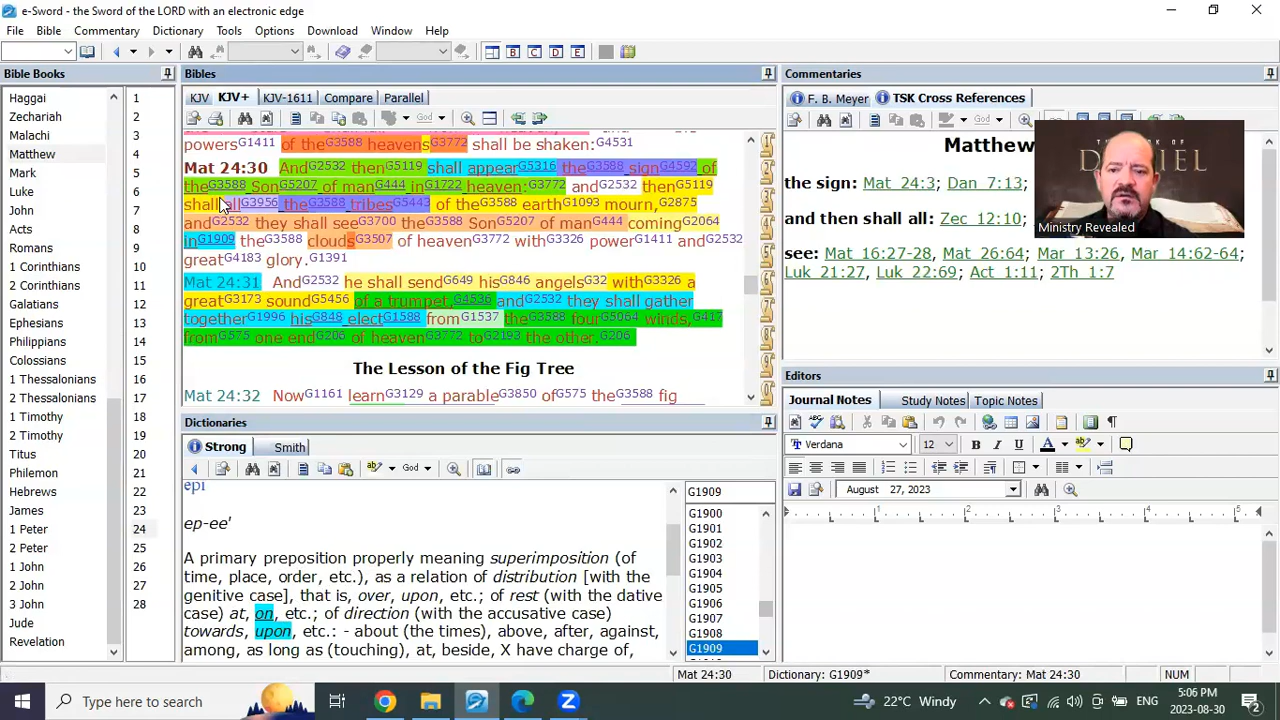 e-Sword - the Sword of the LORD with an electronic edge
File Bible Commentary Dictionary Tools Options Download Window Help
B C D E
Bible Books
Haggai
Zechariah
Malachi
Matthew
Mark
Luke
John
Acts
Romans
1 Corinthians
2 Corinthians
Galatians
Ephesians
Philippians
Colossians
1 Thessalonians
2 Thessalonians
1 Timothy
2 Timothy
Titus
Philemon
Hebrews
James
1 Peter
2 Peter
1 John
2 John
3 John
Jude
Revelation
1
2
3
4
5
6
7
8
9
10
11
12
13
14
15
16
17
18
19
20
21
22
23
24
25
26
27
28
Bibles
KJV KJV+ KJV-1611 Compare Parallel
God
powersG1411 of theG3588 heavensG3772 shall be shaken:G4531
Mat 24:30 AndG2532 thenG5119 shall appearG5316 theG3588 signG4592 of
theG3588 SonG5207 of manG444 inG1722 heaven:G3772 andG2532 thenG5119
shall allG3956 theG3588 tribesG5443 of theG3588 earthG1093 mourn,G2875
andG2532 they shall seeG3700 theG3588 SonG5207 of manG444 comingG2064
inG1909 theG3588 cloudsG3507 of heavenG3772 withG3326 powerG1411 andG2532
greatG4183 glory.G1391
Mat 24:31 AndG2532 he shall sendG649 hisG846 angelsG32 withG3326 a
greatG3173 soundG5456 of a trumpet,G4536 andG2532 they shall gather
togetherG1996 hisG848 electG1588 fromG1537 theG3588 fourG5064 winds,G417
fromG575 one endG206 of heavenG3772 toG2193 the other.G206
The Lesson of the Fig Tree
Mat 24:32 NowG1161 learnG3129 a parableG3850 ofG575 theG3588 fig
Dictionaries
Strong Smith
God
epi
ep-ee'
A primary preposition properly meaning superimposition (of
time, place, order, etc.), as a relation of distribution [with the
genitive case], that is, over, upon, etc.; of rest (with the dative
case) at, on, etc.; of direction (with the accusative case)
towards, upon, etc.: - about (the times), above, after, against,
among, as long as (touching), at, beside, X have charge of,
G1909
G1900
G1901
G1902
G1903
G1904
G1905
G1906
G1907
G1908
G1909
Commentaries
F. B. Meyer TSK Cross References
God
Matthew
the sign: Mat 24:3; Dan 7:13;
and then shall all: Zec 12:10;
see: Mat 16:27-28, Mat 26:64; Mar 13:26, Mar 14:62-64;
Luk 21:27, Luk 22:69; Act 1:11; 2Th 1:7
DANIEL
Ministry Revealed
Editors
Journal Notes Study Notes Topic Notes
Verdana 12 B I U A
August 27, 2023
1 2 3 4 5
Mat 24:30 Dictionary: G1909* Commentary: Mat 24:30 NUM
Type here to search
22°C Windy
ENG
5:06 PM
2023-08-30
2